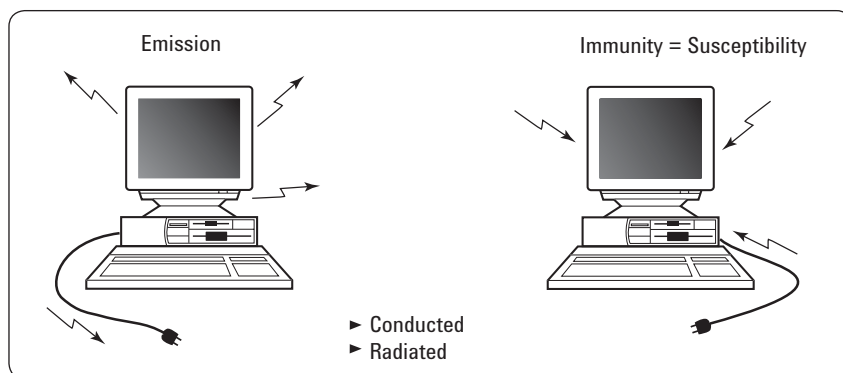 Emission
Immunity = Susceptibility
► Conducted
► Radiated